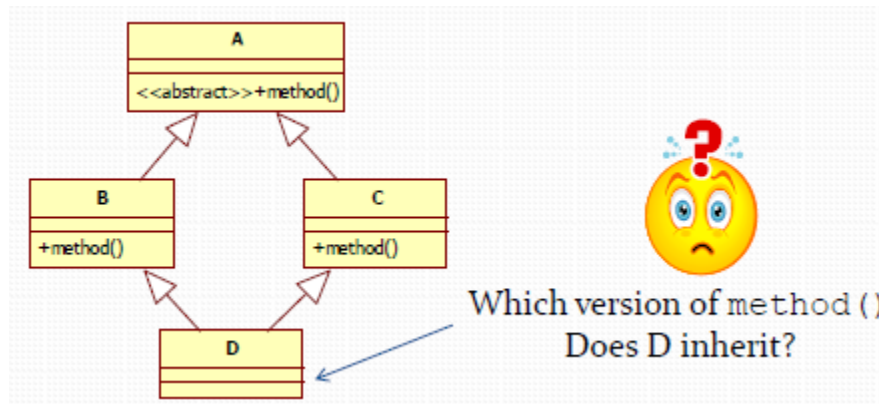 A
<<abstract>>+method()
B
C
+method()
+method()
D
?
Which version of method()
Does D inherit?